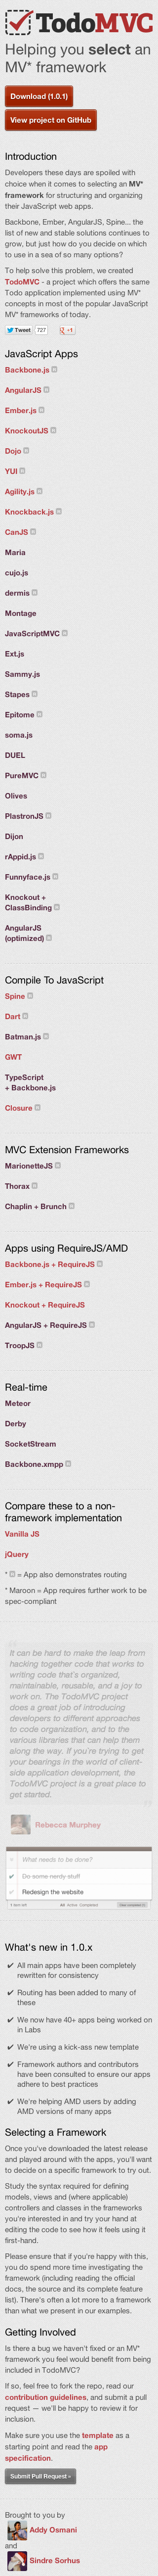 TodoMVC
Helping you select an
MV* framework
Download (1.0.1)
View project on GitHub
Introduction
Developers these days are spoiled with
choice when it comes to selecting an MV*
framework for structuring and organizing
their JavaScript web apps.
Backbone, Ember, AngularJS, Spine... the
list of new and stable solutions continues to
grow, but just how do you decide on which
to use in a sea of so many options?
To help solve this problem, we created
TodoMVC - a project which offers the same
Todo application implemented using MV*
concepts in most of the popular JavaScript
MV* frameworks of today.
Tweet 727 +1
JavaScript Apps
Backbone.js R
AngularJS R
Ember.js R
KnockoutJS R
Dojo R
YUI R
Agility.js R
Knockback.js R
CanJS R
Maria
cujo.js
dermis R
Montage
JavaScriptMVC R
Ext.js
Sammy.js
Stapes R
Epitome R
soma.js
DUEL
PureMVC R
Olives
PlastronJS R
Dijon
rAppid.js R
Funnyface.js R
Knockout +
ClassBinding R
AngularJS
(optimized) R
Compile To JavaScript
Spine R
Dart R
Batman.js R
GWT
TypeScript
+ Backbone.js
Closure R
MVC Extension Frameworks
MarionetteJS R
Thorax R
Chaplin + Brunch R
Apps using RequireJS/AMD
Backbone.js + RequireJS R
Ember.js + RequireJS R
Knockout + RequireJS
AngularJS + RequireJS R
TroopJS R
Real-time
Meteor
Derby
SocketStream
Backbone.xmpp R
Compare these to a non-
framework implementation
Vanilla JS
jQuery
* R = App also demonstrates routing
* Maroon = App requires further work to be
spec-compliant
It can be hard to make the leap from
hacking together code that works to
writing code that's organized,
maintainable, reusable, and a joy to
work on. The TodoMVC project
does a great job of introducing
developers to different approaches
to code organization, and to the
various libraries that can help them
along the way. If you're trying to get
your bearings in the world of client-
side application development, the
TodoMVC project is a great place to
get started.
Rebecca Murphey
What needs to be done?
Do some nerdy stuff
Redesign the website
1 item left All Active Completed Clear completed (1)
What's new in 1.0.x
✔ All main apps have been completely
rewritten for consistency
✔ Routing has been added to many of
these
✔ We now have 40+ apps being worked on
in Labs
✔ We're using a kick-ass new template
✔ Framework authors and contributors
have been consulted to ensure our apps
adhere to best practices
✔ We're helping AMD users by adding
AMD versions of many apps
Selecting a Framework
Once you've downloaded the latest release
and played around with the apps, you'll want
to decide on a specific framework to try out.
Study the syntax required for defining
models, views and (where applicable)
controllers and classes in the frameworks
you're interested in and try your hand at
editing the code to see how it feels using it
first-hand.
Please ensure that if you're happy with this,
you do spend more time investigating the
framework (including reading the official
docs, the source and its complete feature
list). There's often a lot more to a framework
than what we present in our examples.
Getting Involved
Is there a bug we haven't fixed or an MV*
framework you feel would benefit from being
included in TodoMVC?
If so, feel free to fork the repo, read our
contribution guidelines, and submit a pull
request — we'll be happy to review it for
inclusion.
Make sure you use the template as a
starting point and read the app
specification.
Submit Pull Request »
Brought to you by
Addy Osmani
and
Sindre Sorhus